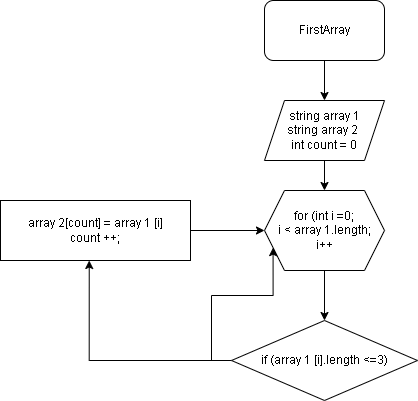 FirstArray
string array 1
string array 2
int count = 0
for (int i =0;
i < array 1.length;
i++
array 2[count] = array 1 [i]
count ++;
if (array 1 [i].length <=3)